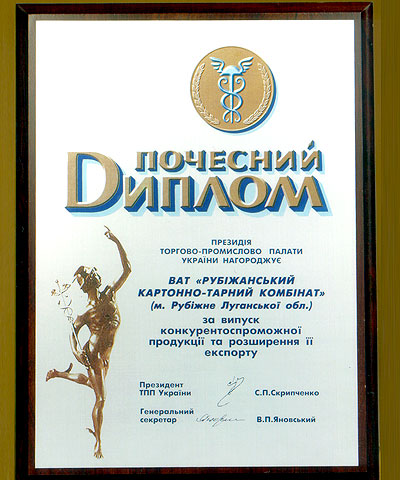 ПОЧЕСНИЙ
ДИПЛОМ
ПРЕЗИДІЯ
ТОРГОВО-ПРОМИСЛОВО ПАЛАТИ
УКРАЇНИ НАГОРОДЖУЄ
ВАТ «РУБІЖАНСЬКИЙ
КАРТОННО-ТАРНИЙ КОМБІНАТ»
(м. Рубіжне Луганської обл.)
за випуск
конкурентоспроможної
продукції та розширення її
експорту
Президент
ТПП України С.П.Скрипченко
Генеральний
секретар В.П.Яновський